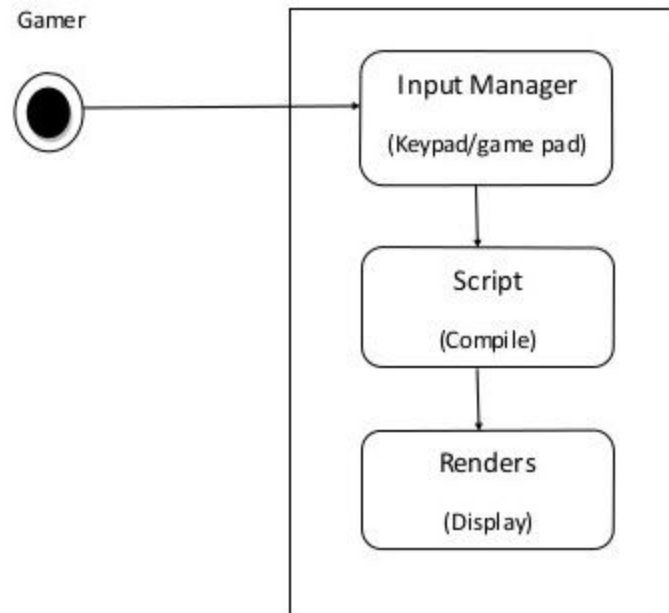 Gamer
Input Manager
(Keypad/game pad)
Script
(Compile)
Renders
(Display)